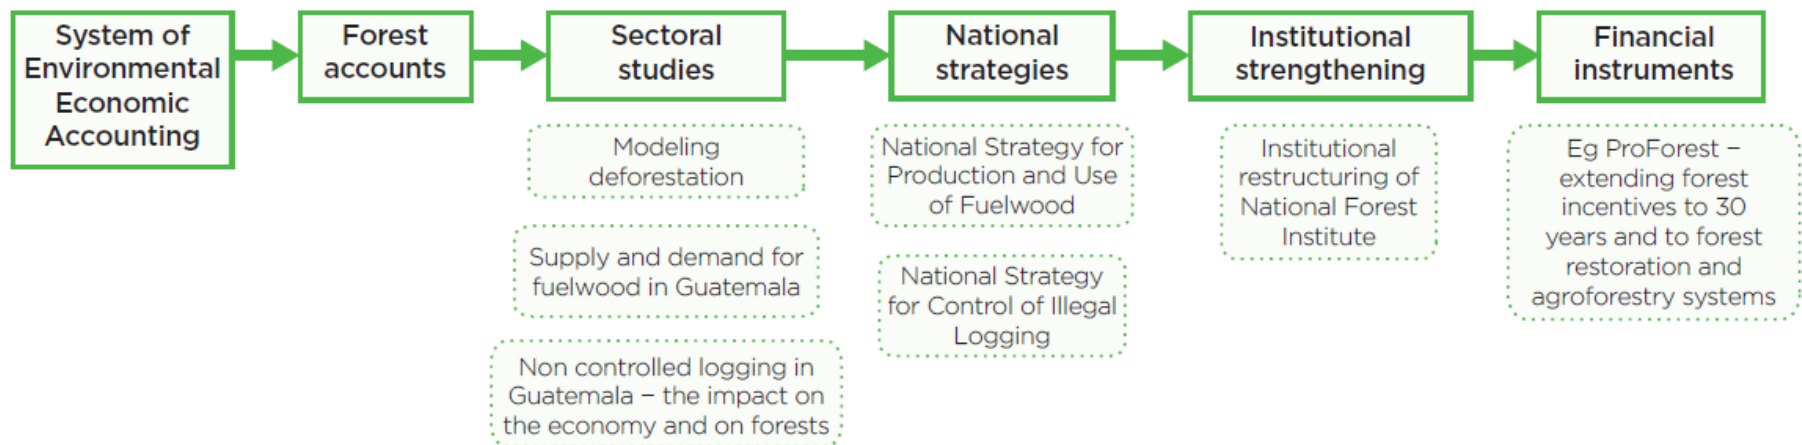 System of
Environmental
Economic
Accounting
Forest
accounts
Sectoral
studies
National
strategies
Institutional
strengthening
Financial
instruments
Modeling
deforestation
Supply and demand for
fuelwood in Guatemala
Non controlled logging in
Guatemala – the impact on
the economy and on forests
National Strategy for
Production and Use
of Fuelwood
National Strategy
for Control of Illegal
Logging
Institutional
restructuring of
National Forest
Institute
Eg ProForest –
extending forest
incentives to 30
years and to forest
restoration and
agroforestry systems